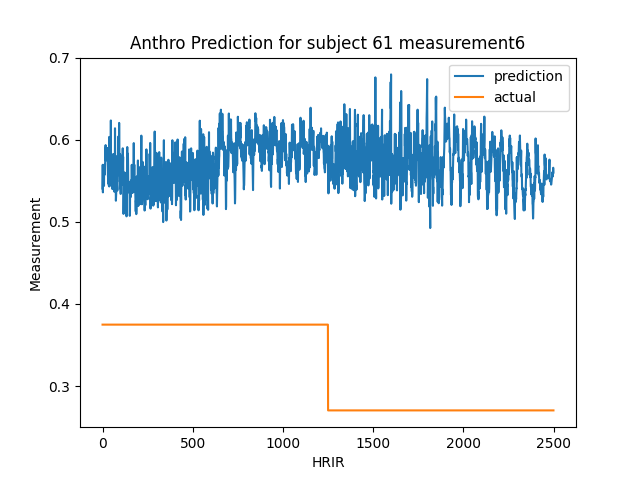 Anthro Prediction for subject 61 measurement6
prediction
actual
Measurement
0.7
0.6
0.5
0.4
0.3
0
500
1000
1500
2000
2500
HRIR